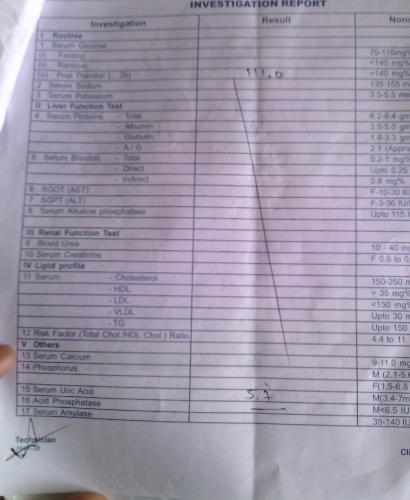 INVESTIGATION REPORT
Investigation Result Norm
I Routine
1 Serum Glucose
(i) Fasting 70-110mg%
(ii) Random <140 mg%
(iii) Post Prandial ( 2h) 111.0 <140 mg%
2 Serum Sodium 135-155 m
3 Serum Potassium 3.5-5.5 me
II Liver Function Test
4 Serum Proteins - Total 6.2-8.4 gm
- Albumin 3.5-5.0 gm
- Globulin 1.8-3.3 gm
- A / G 2.1 (Appro
5 Serum Bilirubin - Total 0.2-1 mg%
- Direct Upto 0.25
- Indirect 0.6 mg%
6 SGOT (AST) F-10-30 IU
7 SGPT (ALT) F-3-36 IU/
8 Serum Alkaline phosphatase Upto 115 I
III Renal Function Test
9 Blood Urea 10 - 40 m
10 Serum Creatinine F 0.6 to 0.
IV Lipid profile
11 Serum - Cholesterol 150-250 m
- HDL > 35 mg%
- LDL <150 mg%
- VLDL Upto 30 m
- TG Upto 150
12 Risk Factor (Total Chol /HDL Chol ) Ratio 4.4 to 11
V Others
13 Serum Calcium 9-11.0 mg
14 Phosphorus M (2.1-5.6
F(1.5-6.8
15 Serum Uric Acid 5.7 M(3.4-7m
16 Acid Phosphatase M<6.5 IU
17 Serum Amylase 35-140 IU
Technician